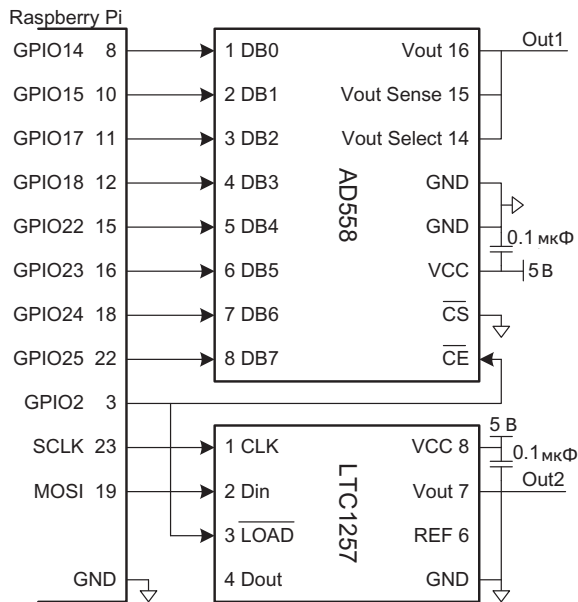 Raspberry Pi
GPIO14 8 1 DB0 Vout 16 Out1
GPIO15 10 2 DB1 Vout Sense 15
GPIO17 11 3 DB2 Vout Select 14
GPIO18 12 4 DB3 GND
GPIO22 15 5 DB4 GND
0.1 мкФ
GPIO23 16 6 DB5 VCC 5 В
GPIO24 18 7 DB6 CS
GPIO25 22 8 DB7 CE
AD558
GPIO2 3
5 В
SCLK 23 1 CLK VCC 8 0.1 мкФ
MOSI 19 2 Din Vout 7 Out2
3 LOAD REF 6
GND 4 Dout GND
LTC1257